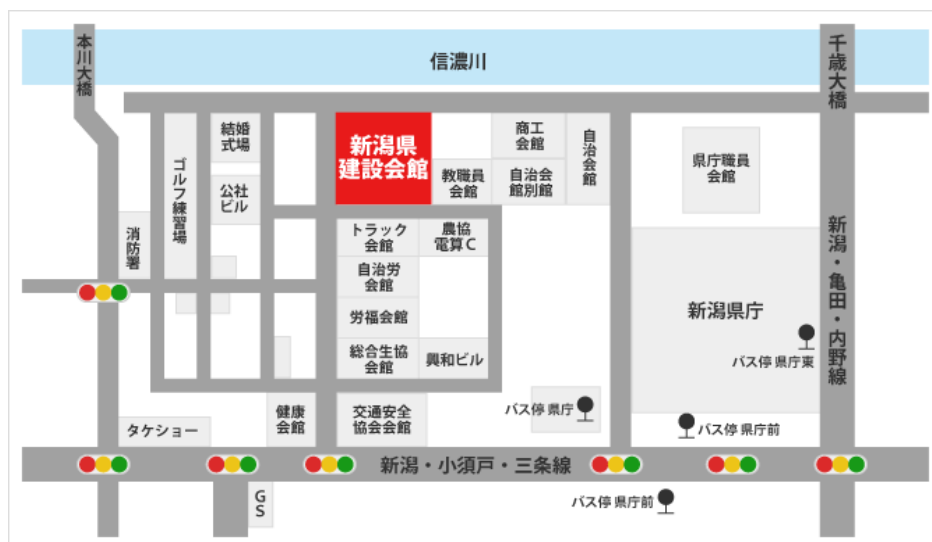 信濃川
本川大橋
千歳大橋
結婚
式場
新潟県
建設会館
商工
会館
自治会館
県庁職員
会館
ゴルフ練習場
公社
ビル
教職員
会館
自治会
館別館
消防署
トラック
会館
農協
電算C
新潟・亀田・内野線
自治労
会館
労福会館
新潟県庁
総合生協
会館
興和ビル
バス停 県庁東
タケショー
健康
会館
交通安全
協会会館
バス停 県庁
バス停 県庁前
新潟・小須戸・三条線
GS
バス停 県庁前